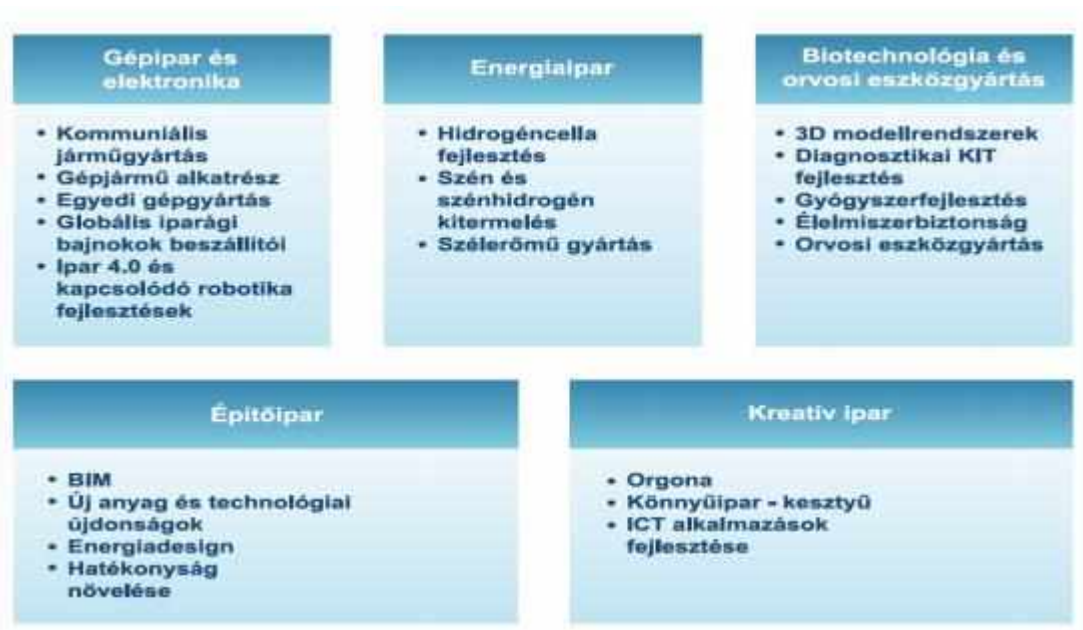 Gépipar és
elektronika
• Kommuniális
járműgyártás
• Gépjármű alkatrész
• Egyedi gépgyártás
• Globális iparági
bajnokok beszállítói
• Ipar 4.0 és
kapcsolódó robotika
fejlesztések
Energiaipar
• Hidrogéncella
fejlesztés
• Szén és
szénhidrogén
kitermelés
• Szélerőmű gyártás
Biotechnológia és
orvosi eszközgyártás
• 3D modellrendszerek
• Diagnosztikai KIT
fejlesztés
• Gyógyszerfejlesztés
• Élelmiszerbiztonság
• Orvosi eszközgyártás
Építőipar
• BIM
• Új anyag és technológiai
újdonságok
• Energiadesign
• Hatékonyság
növelése
Kreatív ipar
• Orgona
• Könnyűipar - kesztyű
• ICT alkalmazások
fejlesztése